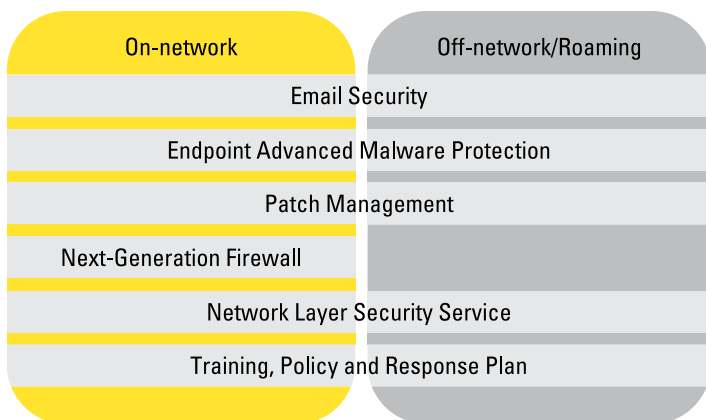 On-network
Off-network/Roaming
Email Security
Endpoint Advanced Malware Protection
Patch Management
Next-Generation Firewall
Network Layer Security Service
Training, Policy and Response Plan